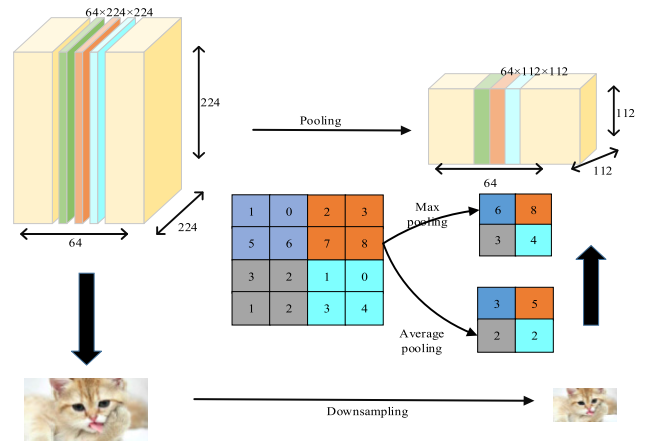 64×224×224
224
224
64
Pooling
64×112×112
112
112
64
1 0 2 3
5 6 7 8
3 2 1 0
1 2 3 4
Max
pooling
6 8
3 4
Average
pooling
3 5
2 2
Downsampling